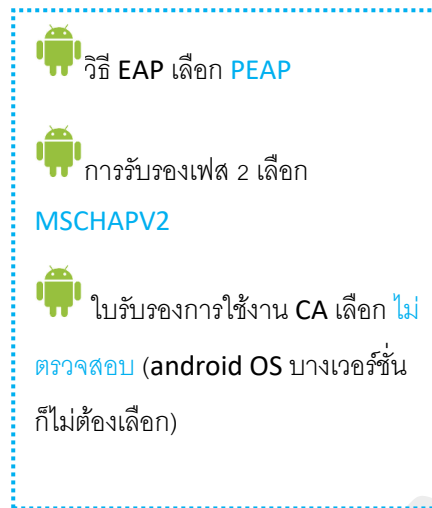 วิธี EAP เลือก PEAP
การรับรองเฟส 2 เลือก
MSCHAPV2
ใบรับรองการใช้งาน CA เลือก ไม่
ตรวจสอบ (android OS บางเวอร์ชั่น
ก็ไม่ต้องเลือก)